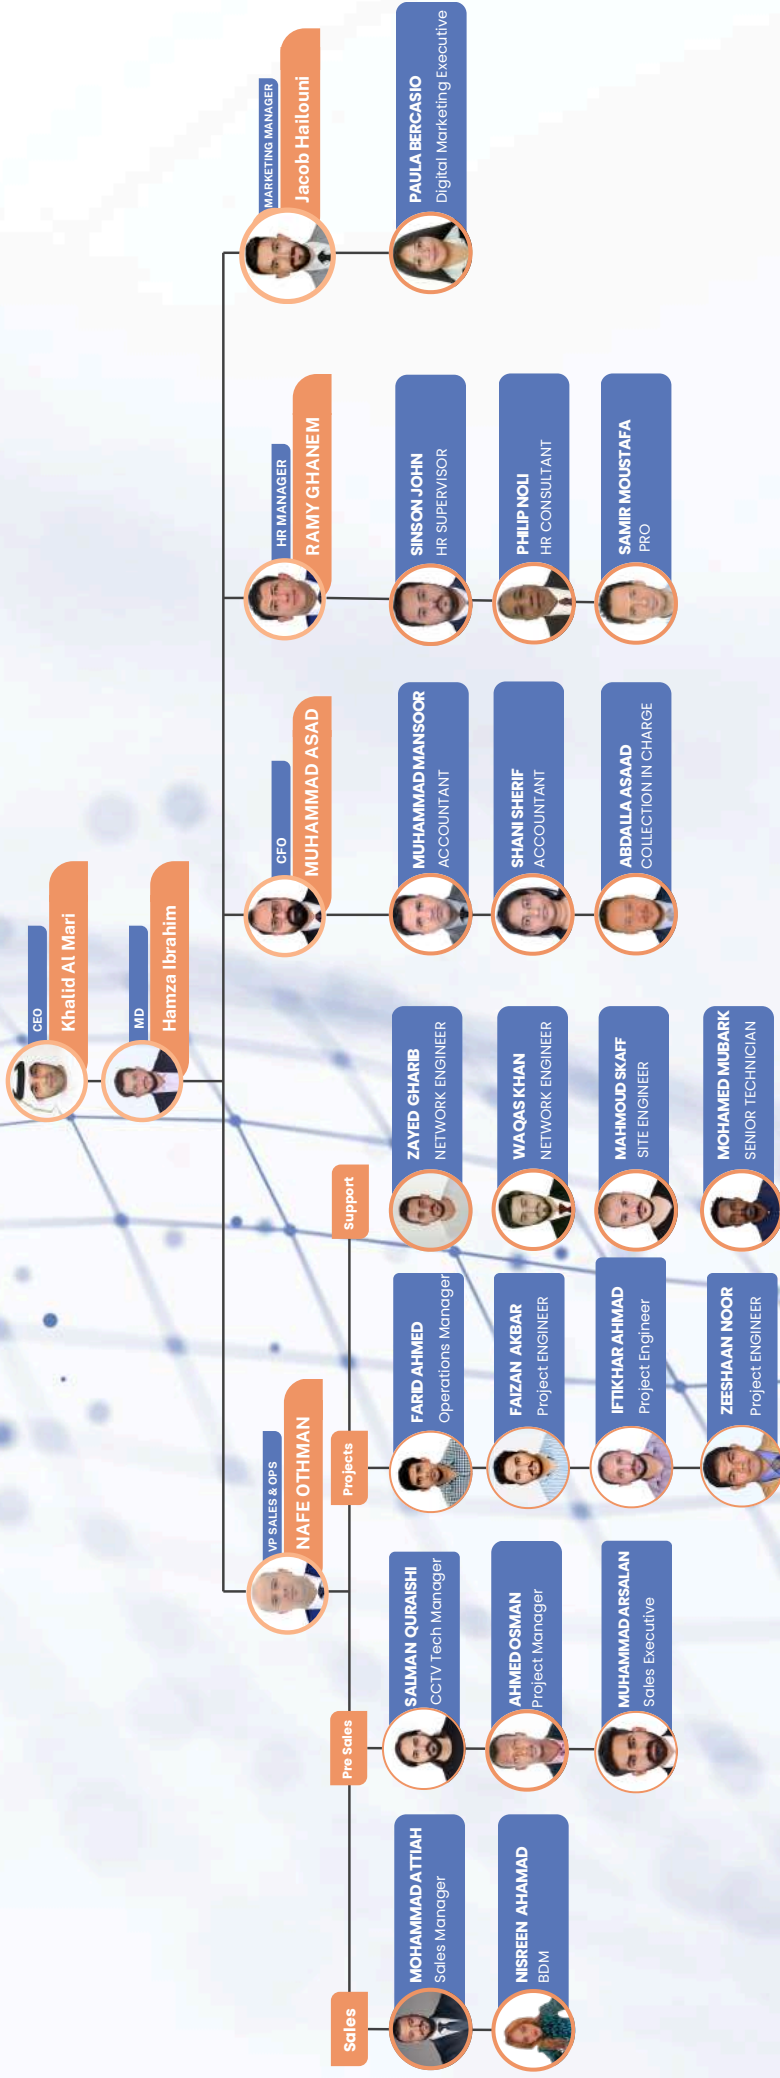 CEO
Khalid Al Mari
MD
Hamza Ibrahim
VP SALES & OPS
NAFE OTHMAN
CFO
MUHAMMAD ASAD
HR MANAGER
RAMY GHANEM
MARKETING MANAGER
Jacob Hailouni
Sales
MOHAMMAD ATTIAH
Sales Manager
NISREEN AHAMAD
BDM
Pre Sales
SALMAN QURAISHI
CCTV Tech Manager
AHMED OSMAN
Project Manager
MUHAMMAD ARSALAN
Sales Executive
Projects
FARID AHMED
Operations Manager
FAIZAN AKBAR
Project ENGINEER
IFTIKHAR AHMAD
Project Engineer
ZEESHAAN NOOR
Project ENGINEER
Support
ZAYED GHARIB
NETWORK ENGINEER
WAQAS KHAN
NETWORK ENGINEER
MAHMOUD SKAFF
SITE ENGINEER
MOHAMED MUBARK
SENIOR TECHNICIAN
MUHAMMAD MANSOOR
ACCOUNTANT
SHANI SHERIF
ACCOUNTANT
ABDALLA ASAAD
COLLECTION IN CHARGE
SINSON JOHN
HR SUPERVISOR
PHILIP NOLI
HR CONSULTANT
SAMIR MOUSTAFA
PRO
PAULA BERCASIO
Digital Marketing Executive